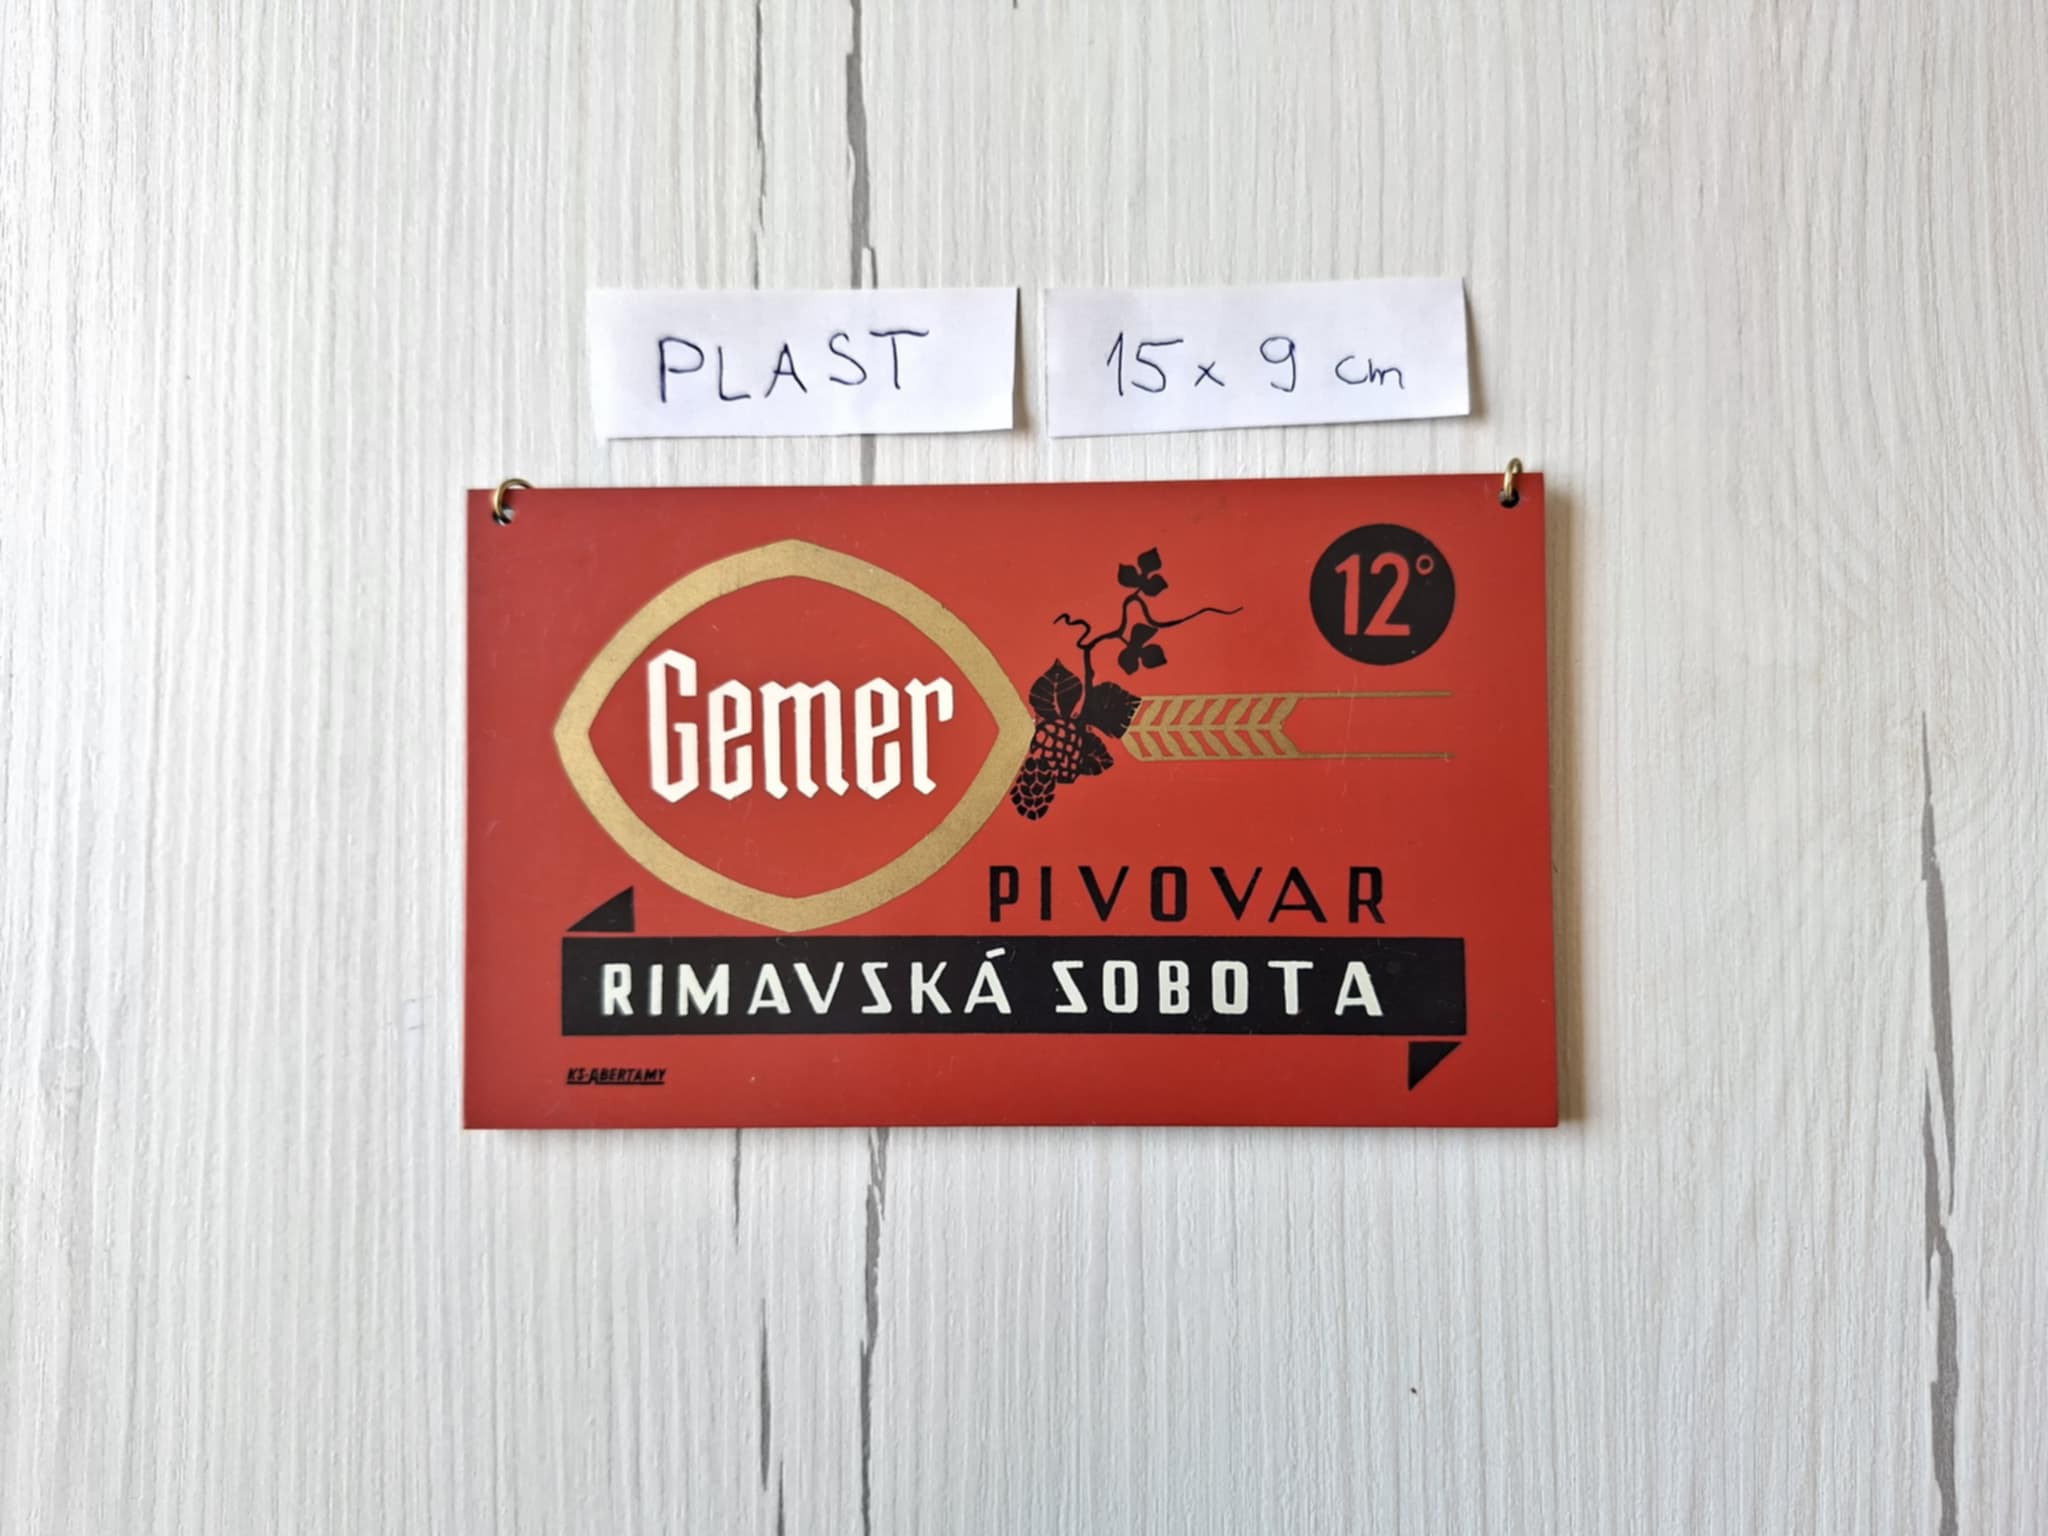 PLAST
15 x 9 cm
12°
Gemer
PIVOVAR
RIMAVSKÁ SOBOTA
KS-ABERTAMY